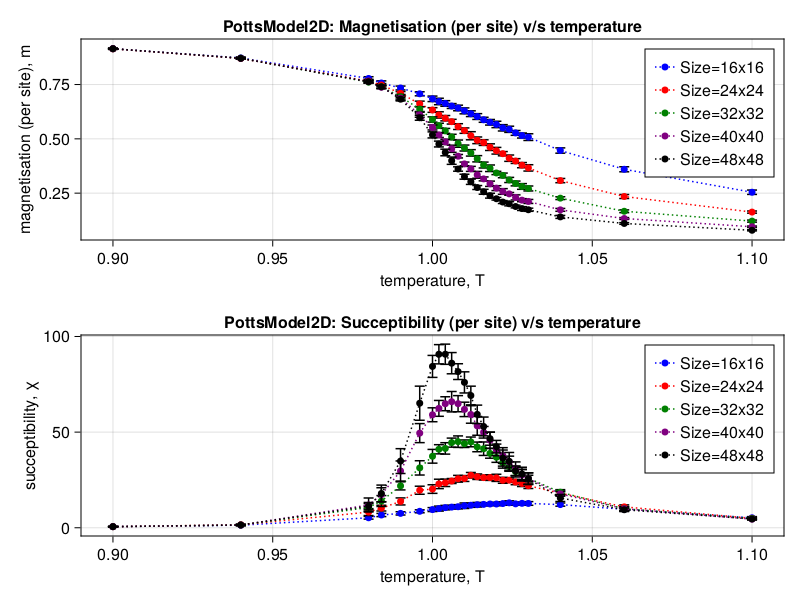 PottsModel2D: Magnetisation (per site) v/s temperature
magnetisation (per site), m
0.75
0.50
0.25
Size=16x16
Size=24x24
Size=32x32
Size=40x40
Size=48x48
0.90 0.95 1.00 1.05 1.10
temperature, T
PottsModel2D: Succeptibility (per site) v/s temperature
succeptibility, χ
100
50
0
Size=16x16
Size=24x24
Size=32x32
Size=40x40
Size=48x48
0.90 0.95 1.00 1.05 1.10
temperature, T